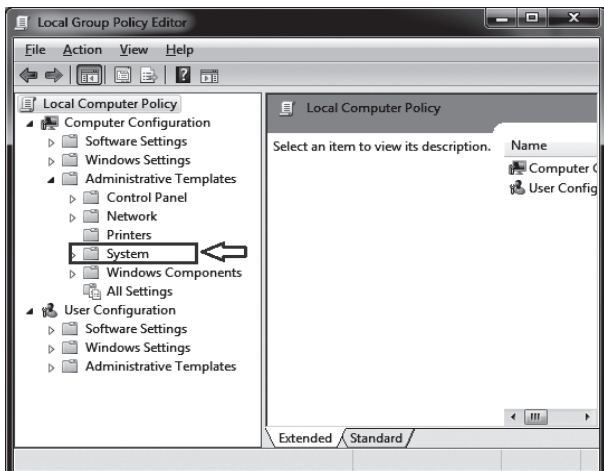 Local Group Policy Editor
File Action View Help
Local Computer Policy
Computer Configuration
Software Settings
Windows Settings
Administrative Templates
Control Panel
Network
Printers
System
Windows Components
All Settings
User Configuration
Software Settings
Windows Settings
Administrative Templates
Local Computer Policy
Select an item to view its description.
Name
Computer C
User Config
Extended Standard